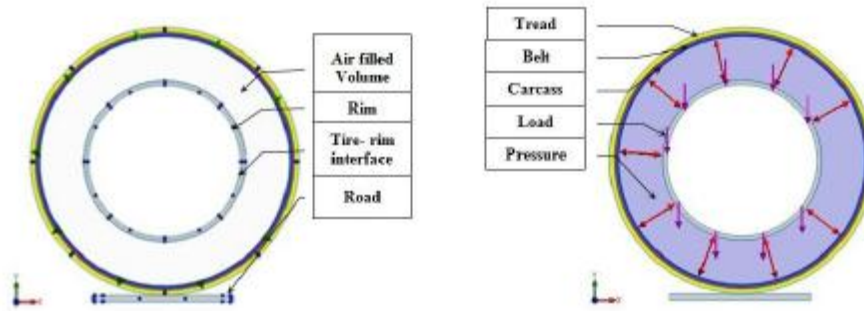 Air filled
Volume
Rim
Tire- rim
interface
Road
Tread
Belt
Carcass
Load
Pressure